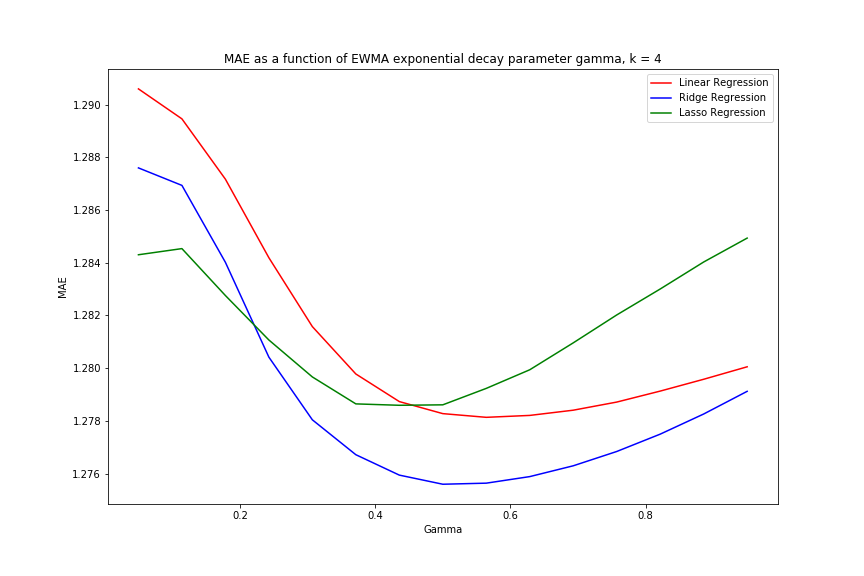 MAE as a function of EWMA exponential decay parameter gamma, k = 4
Linear Regression
Ridge Regression
Lasso Regression
MAE
1.290
1.288
1.286
1.284
1.282
1.280
1.278
1.276
0.2
0.4
0.6
0.8
Gamma